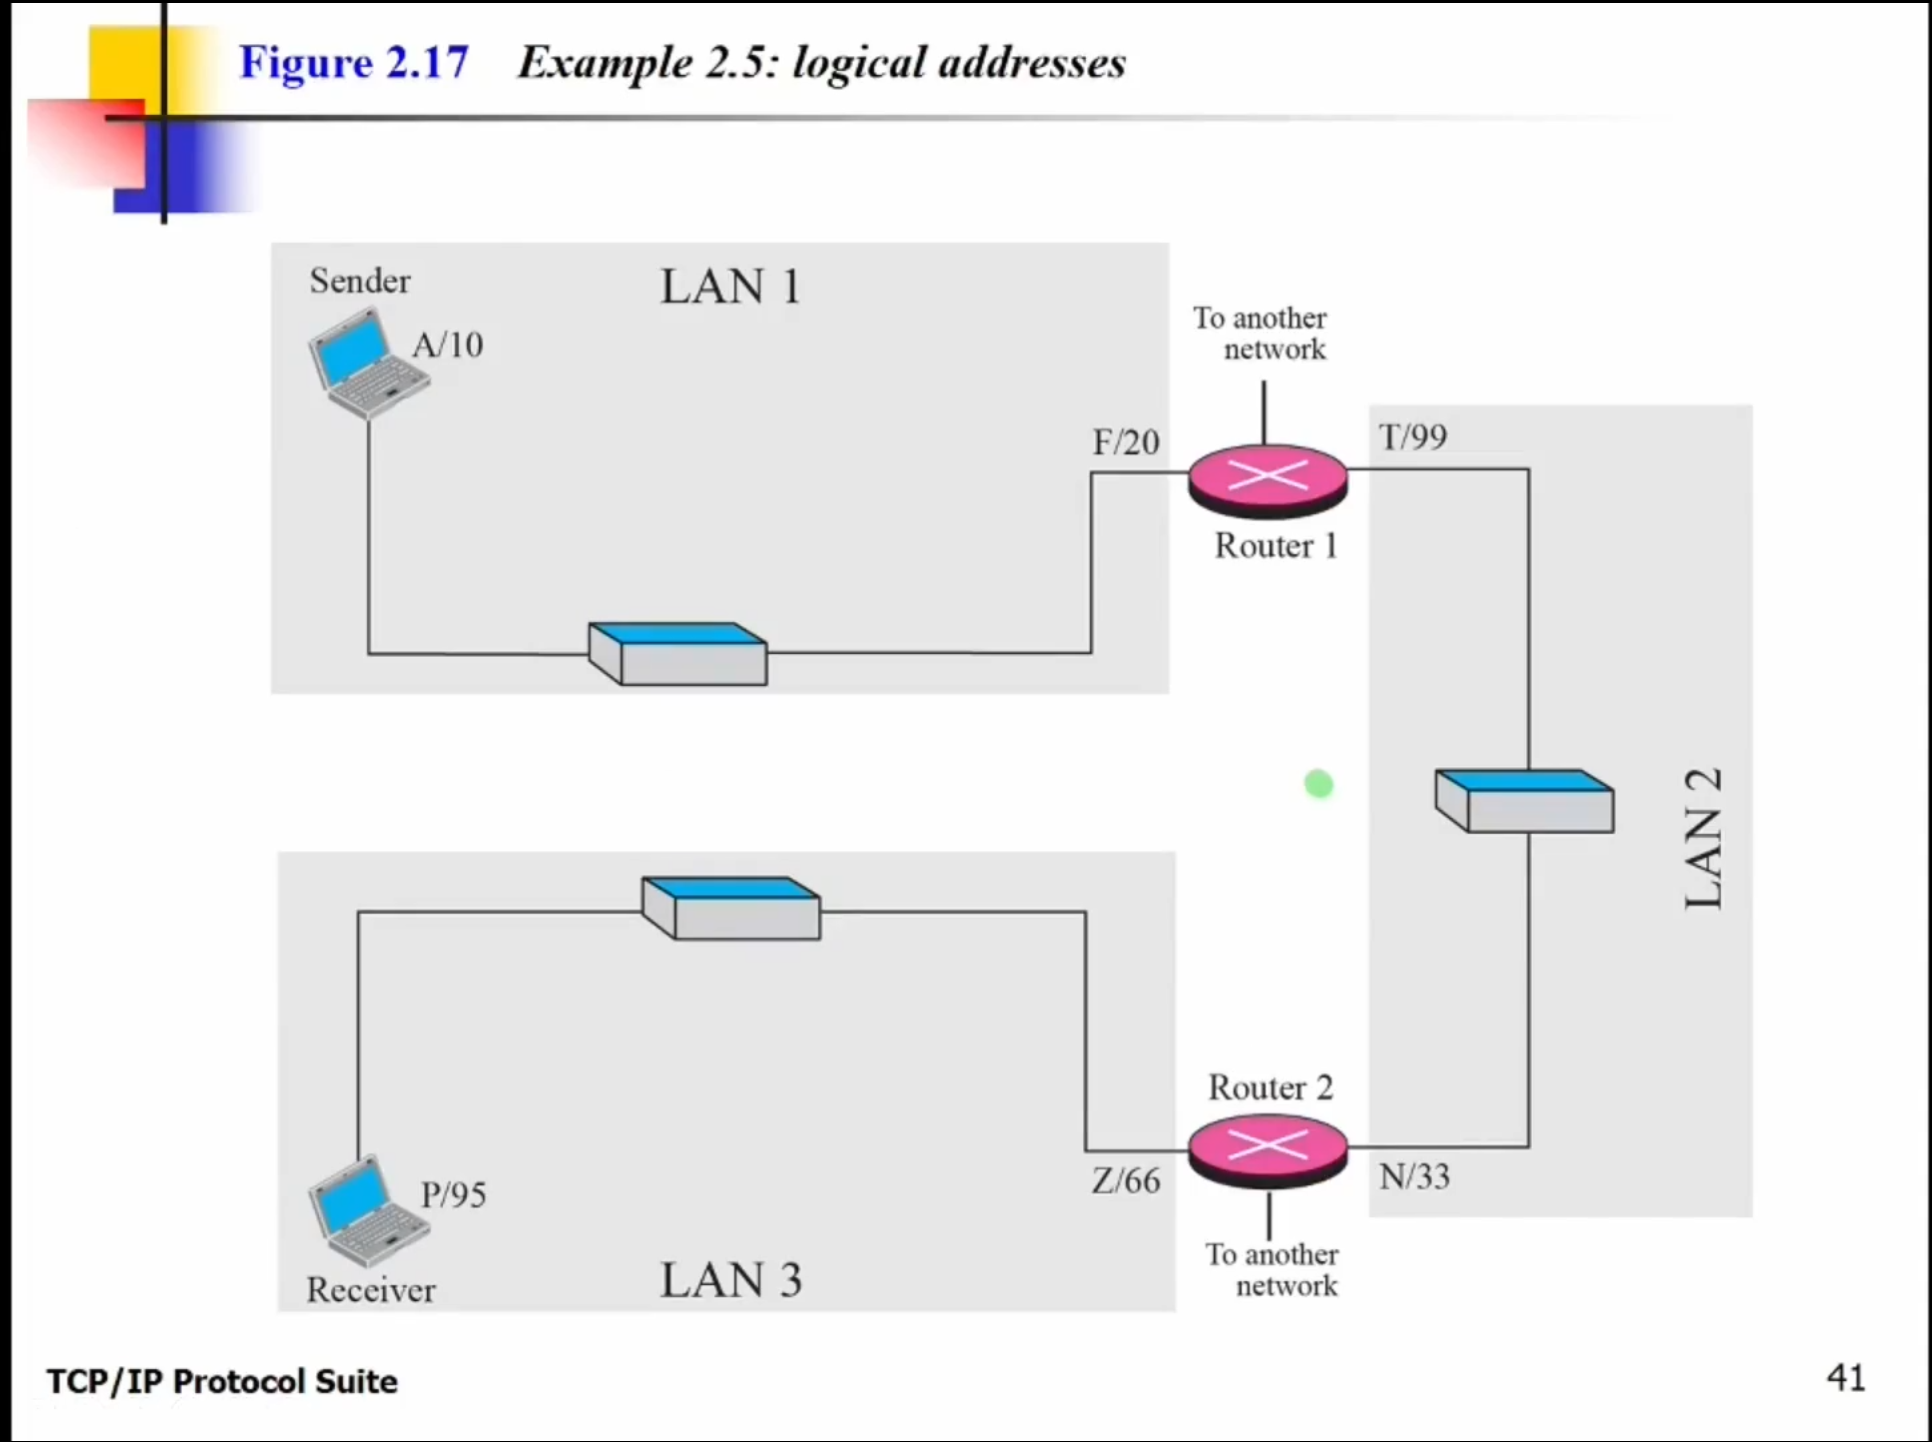 Figure 2.17 Example 2.5: logical addresses
Sender
LAN 1
A/10
To another
network
F/20
T/99
Router 1
LAN 2
Router 2
Z/66
N/33
P/95
To another
network
Receiver
LAN 3
TCP/IP Protocol Suite
41